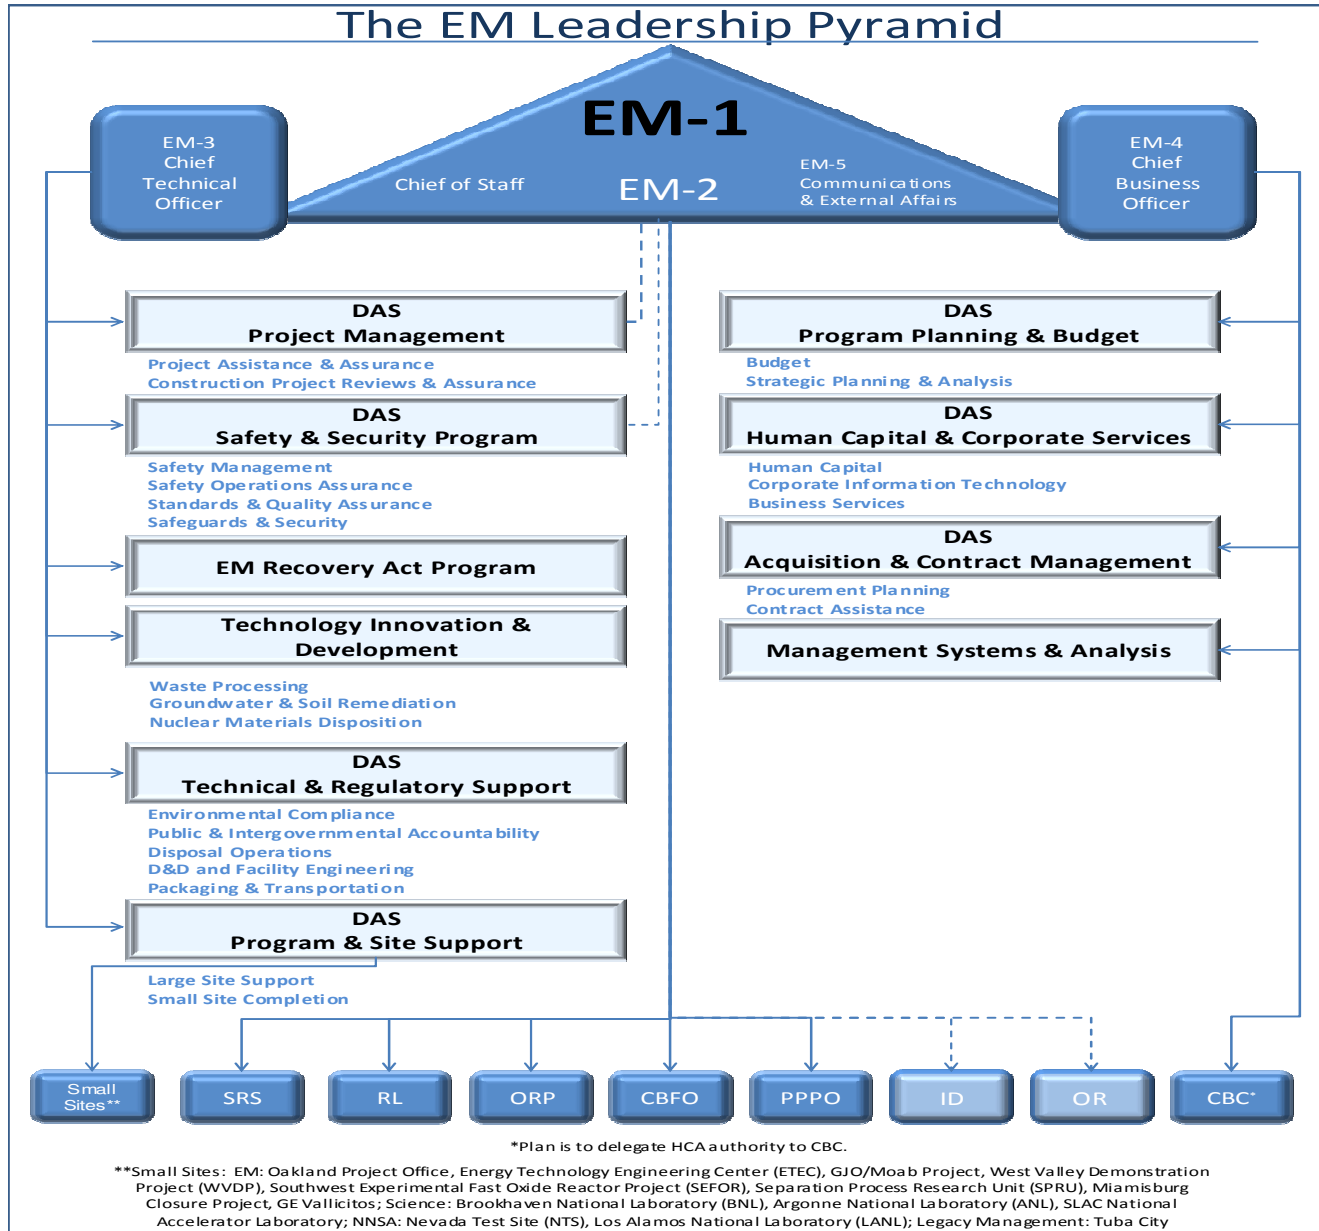 The EM Leadership Pyramid
EM-1
EM-3
Chief
Technical
Officer
Chief of Staff
EM-2
EM-5
Communications
& External Affairs
EM-4
Chief
Business
Officer
DAS
Project Management
Project Assistance & Assurance
Construction Project Reviews & Assurance
DAS
Safety & Security Program
Safety Management
Safety Operations Assurance
Standards & Quality Assurance
Safeguards & Security
EM Recovery Act Program
Technology Innovation &
Development
Waste Processing
Groundwater & Soil Remediation
Nuclear Materials Disposition
DAS
Technical & Regulatory Support
Environmental Compliance
Public & Intergovernmental Accountability
Disposal Operations
D&D and Facility Engineering
Packaging & Transportation
DAS
Program & Site Support
Large Site Support
Small Site Completion
DAS
Program Planning & Budget
Budget
Strategic Planning & Analysis
DAS
Human Capital & Corporate Services
Human Capital
Corporate Information Technology
Business Services
DAS
Acquisition & Contract Management
Procurement Planning
Contract Assistance
Management Systems & Analysis
Small
Sites**
SRS
RL
ORP
CBFO
PPPO
ID
OR
CBC*
*Plan is to delegate HCA authority to CBC.
**Small Sites: EM: Oakland Project Office, Energy Technology Engineering Center (ETEC), GJO/Moab Project, West Valley Demonstration
Project (WVDP), Southwest Experimental Fast Oxide Reactor Project (SEFOR), Separation Process Research Unit (SPRU), Miamisburg
Closure Project, GE Vallicitos; Science: Brookhaven National Laboratory (BNL), Argonne National Laboratory (ANL), SLAC National
Accelerator Laboratory; NNSA: Nevada Test Site (NTS), Los Alamos National Laboratory (LANL); Legacy Management: Tuba City